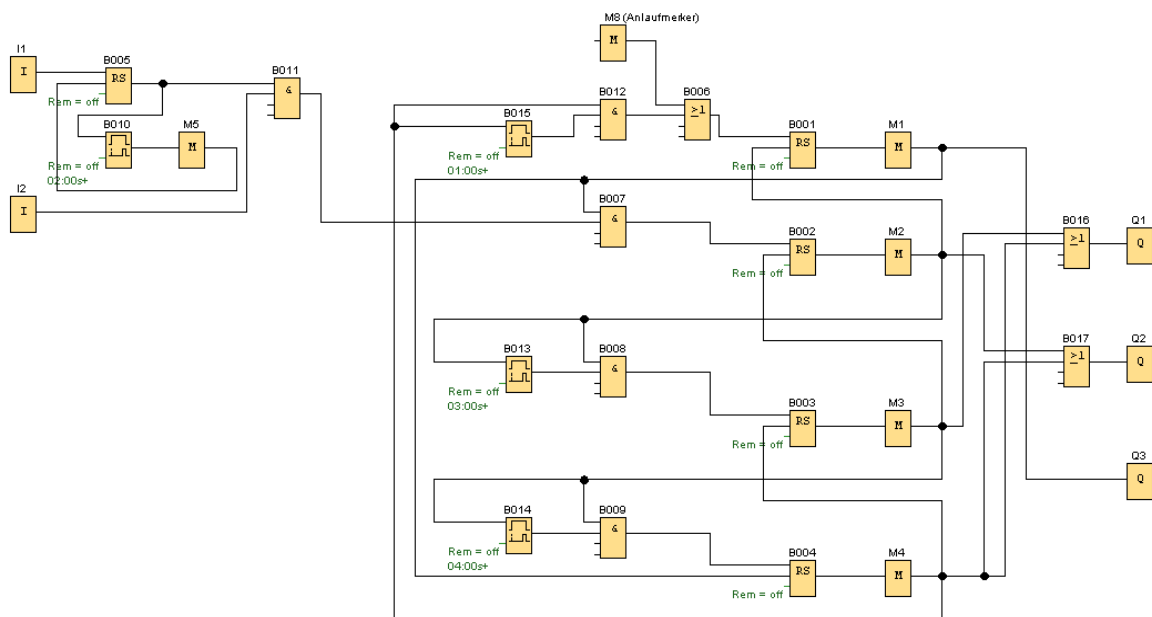 M8 (Anlaufmerker)
M
I1
I
B005
RS
Rem = off
B011
&
B010
Rem = off
02:00s+
M5
M
I2
I
B015
Rem = off
01:00s+
B012
&
B006
≥1
B001
RS
Rem = off
M1
M
B007
&
B002
RS
Rem = off
M2
M
B016
≥1
Q1
Q
B013
Rem = off
03:00s+
B008
&
B003
RS
Rem = off
M3
M
B017
≥1
Q2
Q
Q3
Q
B014
Rem = off
04:00s+
B009
&
B004
RS
Rem = off
M4
M